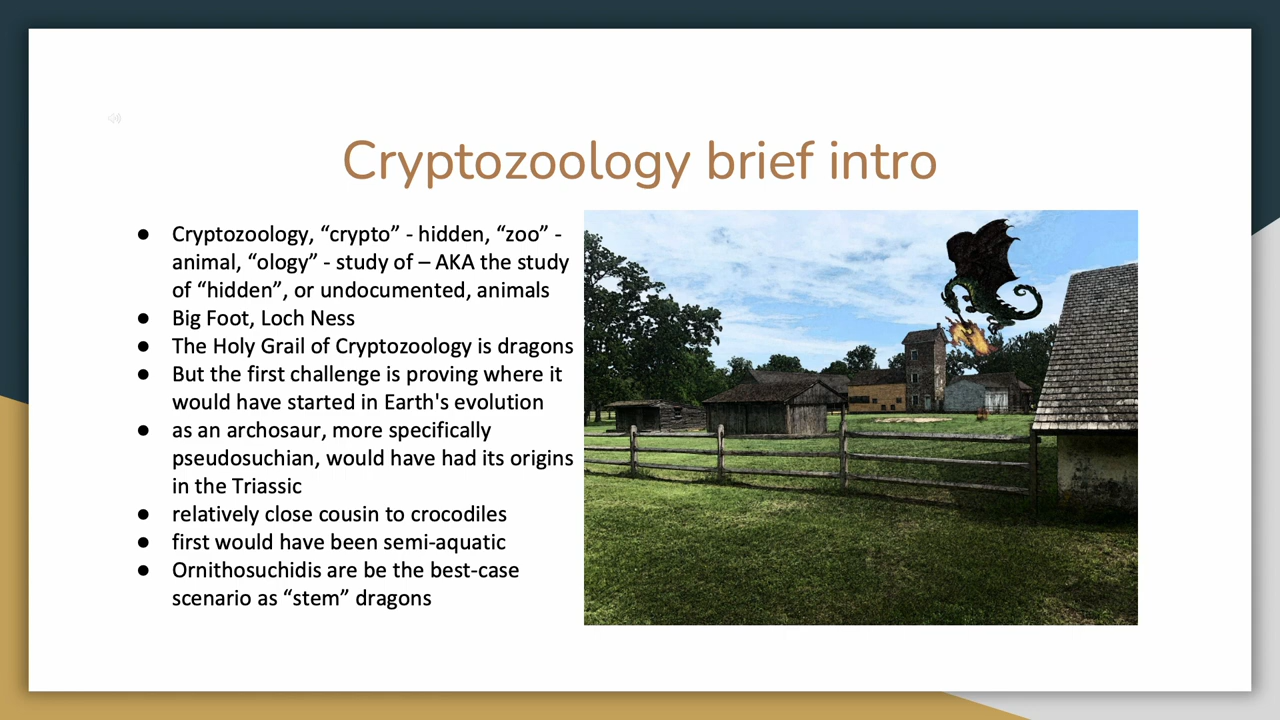 Cryptozoology brief intro
● Cryptozoology, “crypto” - hidden, “zoo” -
animal, “ology” - study of – AKA the study
of “hidden”, or undocumented, animals
● Big Foot, Loch Ness
● The Holy Grail of Cryptozoology is dragons
● But the first challenge is proving where it
would have started in Earth's evolution
● as an archosaur, more specifically
pseudosuchian, would have had its origins
in the Triassic
● relatively close cousin to crocodiles
● first would have been semi-aquatic
● Ornithosuchidis are be the best-case
scenario as “stem” dragons